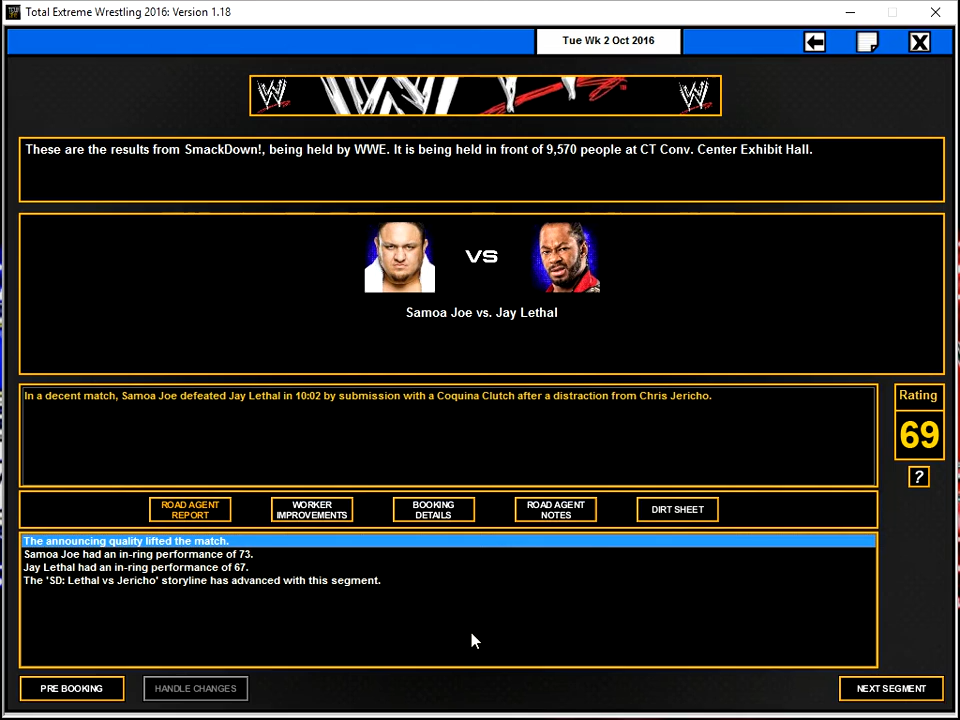 Total Extreme Wrestling 2016: Version 1.18
Tue Wk 2 Oct 2016
These are the results from SmackDown!, being held by WWE. It is being held in front of 9,570 people at CT Conv. Center Exhibit Hall.
VS
Samoa Joe vs. Jay Lethal
In a decent match, Samoa Joe defeated Jay Lethal in 10:02 by submission with a Coquina Clutch after a distraction from Chris Jericho.
Rating
69
?
ROAD AGENT REPORT
WORKER IMPROVEMENTS
BOOKING DETAILS
ROAD AGENT NOTES
DIRT SHEET
The announcing quality lifted the match.
Samoa Joe had an in-ring performance of 73.
Jay Lethal had an in-ring performance of 67.
The 'SD: Lethal vs Jericho' storyline has advanced with this segment.
PRE BOOKING
HANDLE CHANGES
NEXT SEGMENT